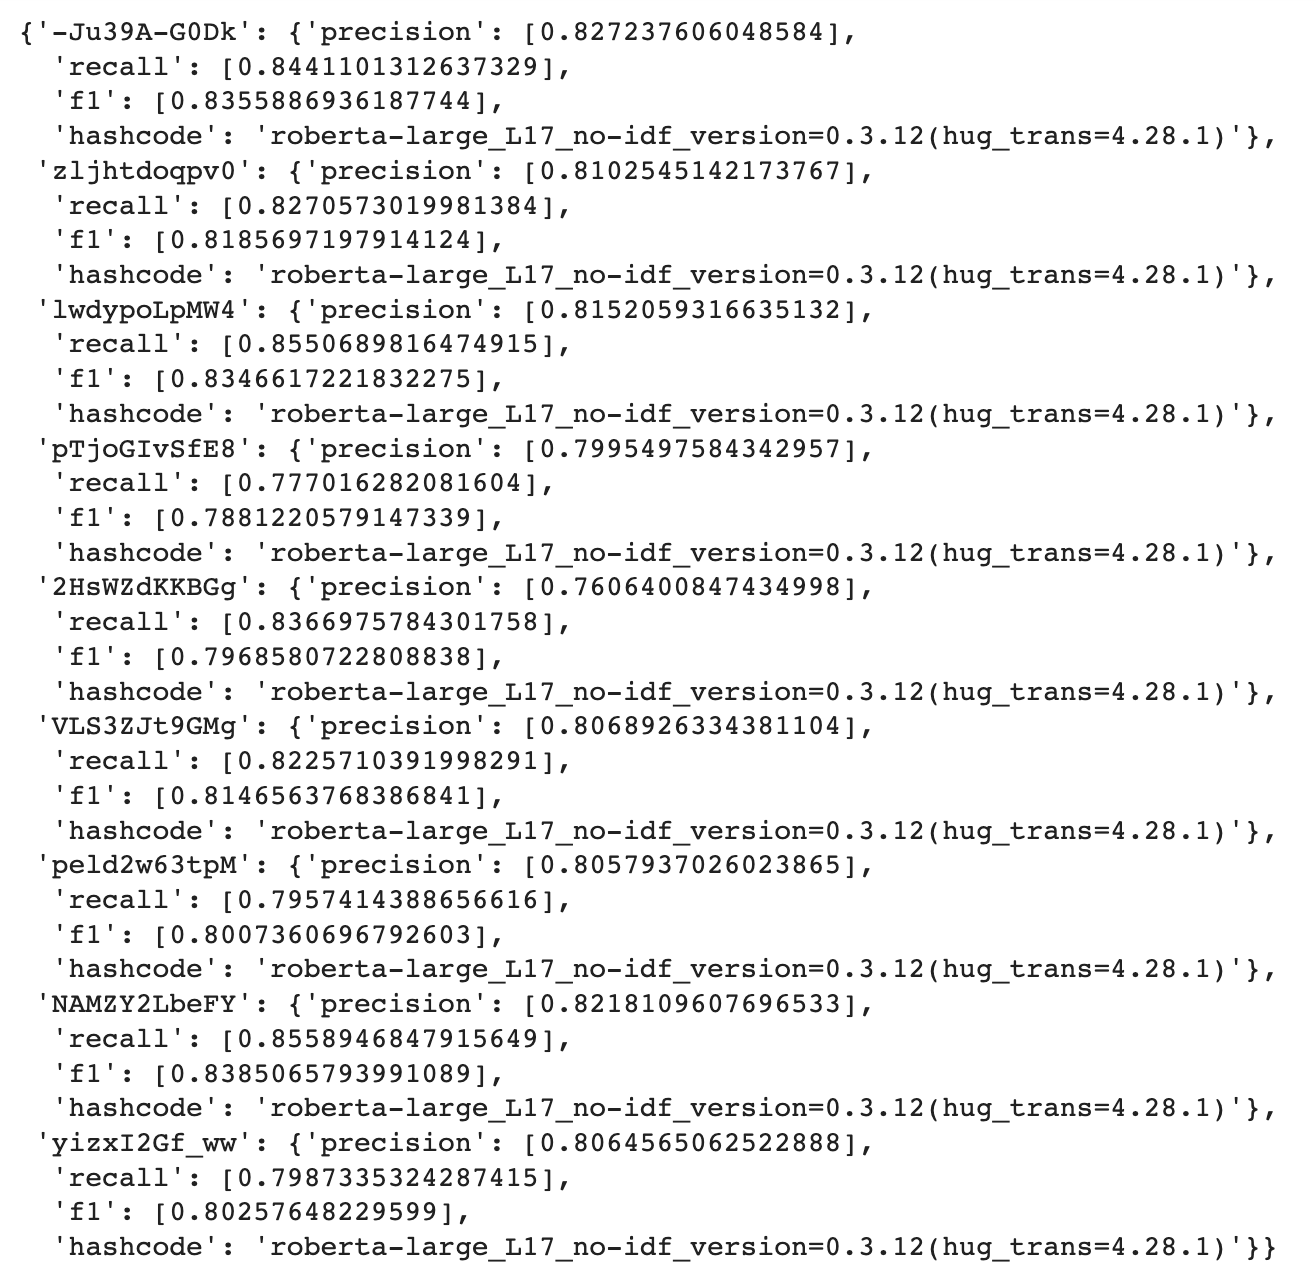 {'-Ju39A-G0Dk': {'precision': [0.827237606048584],
'recall': [0.8441101312637329],
'f1': [0.8355886936187744],
'hashcode': 'roberta-large_L17_no-idf_version=0.3.12(hug_trans=4.28.1)'},
'zljhtdoqpv0': {'precision': [0.8102545142173767],
'recall': [0.8270573019981384],
'f1': [0.8185697197914124],
'hashcode': 'roberta-large_L17_no-idf_version=0.3.12(hug_trans=4.28.1)'},
'lwdypoLpMW4': {'precision': [0.8152059316635132],
'recall': [0.8550689816474915],
'f1': [0.8346617221832275],
'hashcode': 'roberta-large_L17_no-idf_version=0.3.12(hug_trans=4.28.1)'},
'pTjoGIvSfE8': {'precision': [0.7995497584342957],
'recall': [0.777016282081604],
'f1': [0.7881220579147339],
'hashcode': 'roberta-large_L17_no-idf_version=0.3.12(hug_trans=4.28.1)'},
'2HsWZdKKBGg': {'precision': [0.7606400847434998],
'recall': [0.8366975784301758],
'f1': [0.7968580722808838],
'hashcode': 'roberta-large_L17_no-idf_version=0.3.12(hug_trans=4.28.1)'},
'VLS3ZJt9GMg': {'precision': [0.8068926334381104],
'recall': [0.8225710391998291],
'f1': [0.8146563768386841],
'hashcode': 'roberta-large_L17_no-idf_version=0.3.12(hug_trans=4.28.1)'},
'peld2w63tpM': {'precision': [0.8057937026023865],
'recall': [0.7957414388656616],
'f1': [0.8007360696792603],
'hashcode': 'roberta-large_L17_no-idf_version=0.3.12(hug_trans=4.28.1)'},
'NAMZY2LbeFY': {'precision': [0.8218109607696533],
'recall': [0.8558946847915649],
'f1': [0.8385065793991089],
'hashcode': 'roberta-large_L17_no-idf_version=0.3.12(hug_trans=4.28.1)'},
'yizxI2Gf_ww': {'precision': [0.8064565062522888],
'recall': [0.7987335324287415],
'f1': [0.80257648229599],
'hashcode': 'roberta-large_L17_no-idf_version=0.3.12(hug_trans=4.28.1)'}}